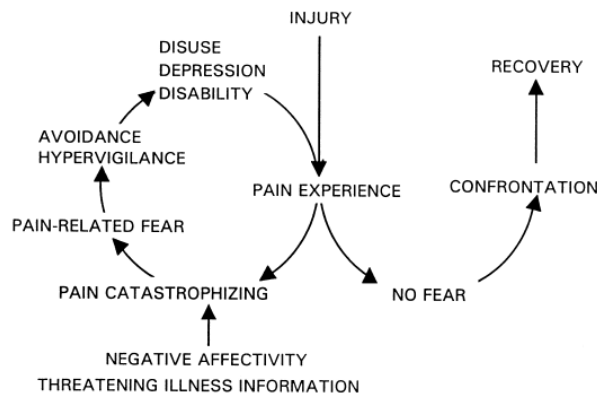 INJURY
DISUSE
DEPRESSION
DISABILITY
RECOVERY
AVOIDANCE
HYPERVIGILANCE
PAIN EXPERIENCE
CONFRONTATION
PAIN-RELATED FEAR
PAIN CATASTROPHIZING
NO FEAR
NEGATIVE AFFECTIVITY
THREATENING ILLNESS INFORMATION